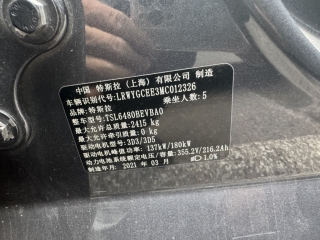 中国 特斯拉(上海)有限公司 制造
车辆识别代号:LRWYGCEE3MC012326
品牌:特斯拉 乘坐人数:5
整车型号:TSL6480BEVBA0
最大允许总质量:2415 kg
最大允许牵引质量:0 kg
驱动电机型号:3D3/3D5
驱动电机峰值功率:137kW/180kW
动力电池系统额定电压/容量:355.2V/216.2Ah
制造年月:2021 年 03 月 1.0%